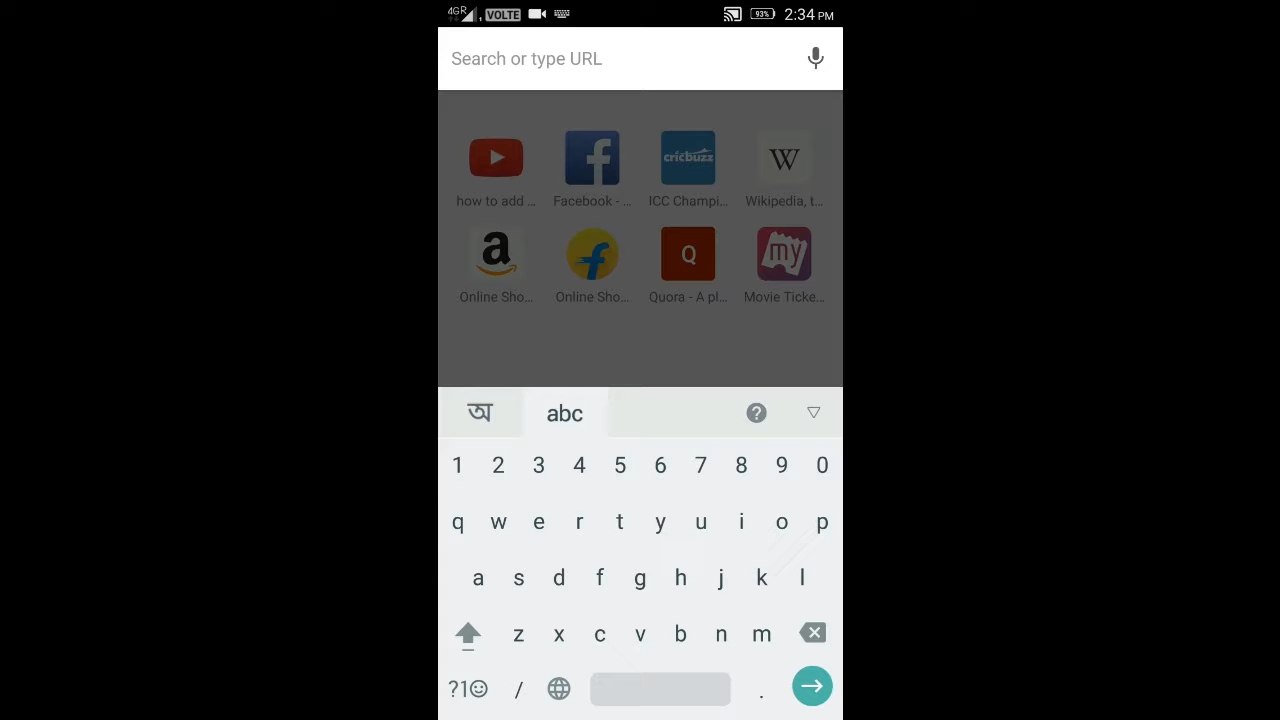 4GR VOLTE 93% 2:34 PM
Search or type URL
cricbuzz W
how to add ... Facebook - ... ICC Champi... Wikipedia, t...
a Q my
Online Sho... Online Sho... Quora - A pl... Movie Ticke...
অ abc ?
1 2 3 4 5 6 7 8 9 0
q w e r t y u i o p
a s d f g h j k l
z x c v b n m
?1☺ / .